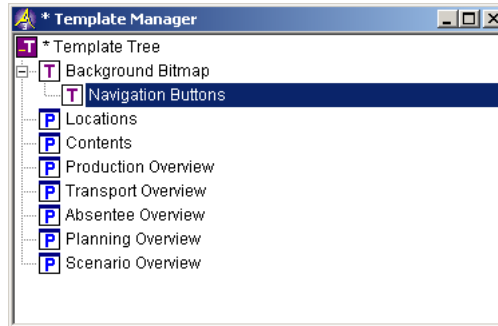 * Template Manager
T * Template Tree
T Background Bitmap
T Navigation Buttons
P Locations
P Contents
P Production Overview
P Transport Overview
P Absentee Overview
P Planning Overview
P Scenario Overview